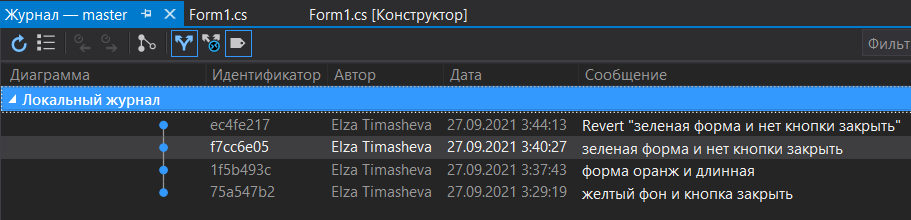 Журнал — master Form1.cs Form1.cs [Конструктор]
Фильт
Диаграмма Идентификатор Автор Дата Сообщение
Локальный журнал
ec4fe217 Elza Timasheva 27.09.2021 3:44:13 Revert "зеленая форма и нет кнопки закрыть"
f7cc6e05 Elza Timasheva 27.09.2021 3:40:27 зеленая форма и нет кнопки закрыть
1f5b493c Elza Timasheva 27.09.2021 3:37:43 форма оранж и длинная
75a547b2 Elza Timasheva 27.09.2021 3:29:19 желтый фон и кнопка закрыть